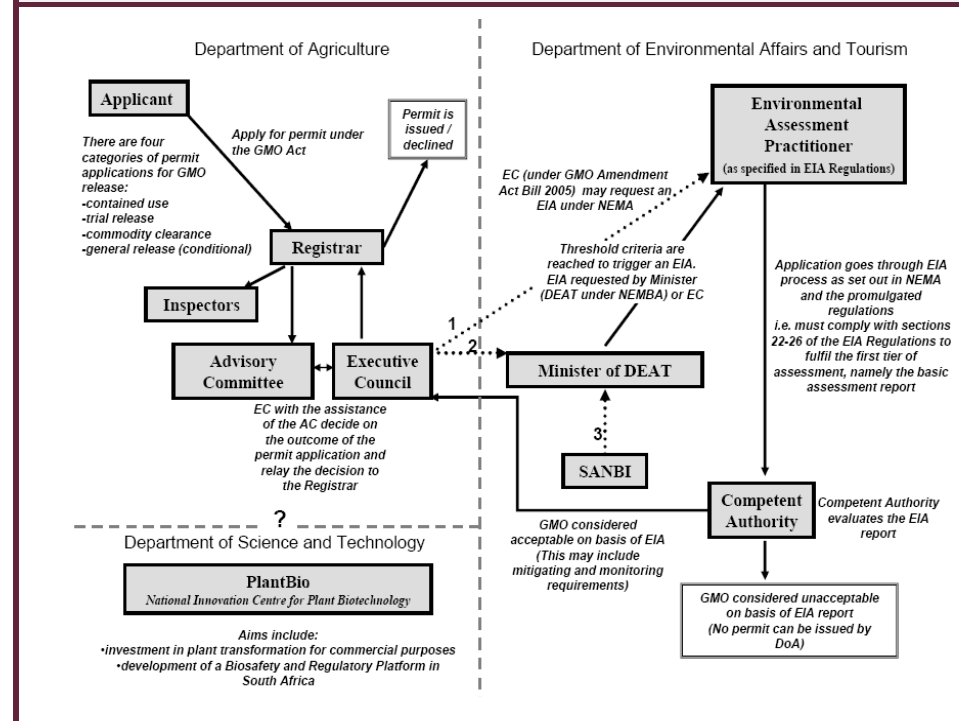 Department of Agriculture
Department of Environmental Affairs and Tourism
Applicant
There are four
categories of permit
applications for GMO
release:
-contained use
-trial release
-commodity clearance
-general release (conditional)
Apply for permit under
the GMO Act
Permit is
issued /
declined
Registrar
Inspectors
Advisory
Committee
Executive
Council
EC with the assistance
of the AC decide on
the outcome of the
permit application and
relay the decision to
the Registrar
Environmental
Assessment
Practitioner
(as specified in EIA Regulations)
EC (under GMO Amendment
Act Bill 2005) may request an
EIA under NEMA
Threshold criteria are
reached to trigger an EIA.
EIA requested by Minister
(DEAT under NEMBA) or EC
1
2
Minister of DEAT
3
SANBI
Application goes through EIA
process as set out in NEMA
and the promulgated
regulations
i.e. must comply with sections
22-26 of the EIA Regulations to
fulfil the first tier of
assessment, namely the basic
assessment report
Competent
Authority
Competent Authority
evaluates the EIA
report
GMO considered
acceptable on basis of EIA
(This may include
mitigating and monitoring
requirements)
GMO considered unacceptable
on basis of EIA report
(No permit can be issued by
DoA)
?
Department of Science and Technology
PlantBio
National Innovation Centre for Plant Biotechnology
Aims include:
•investment in plant transformation for commercial purposes
•development of a Biosafety and Regulatory Platform in
South Africa